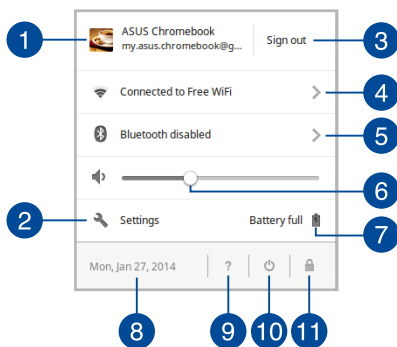 ASUS Chromebook
my.asus.chromebook@g...
Sign out
1
3
Connected to Free WiFi
4
Bluetooth disabled
5
6
2
Settings
Battery full
7
Mon, Jan 27, 2014
?
8
9
10
11